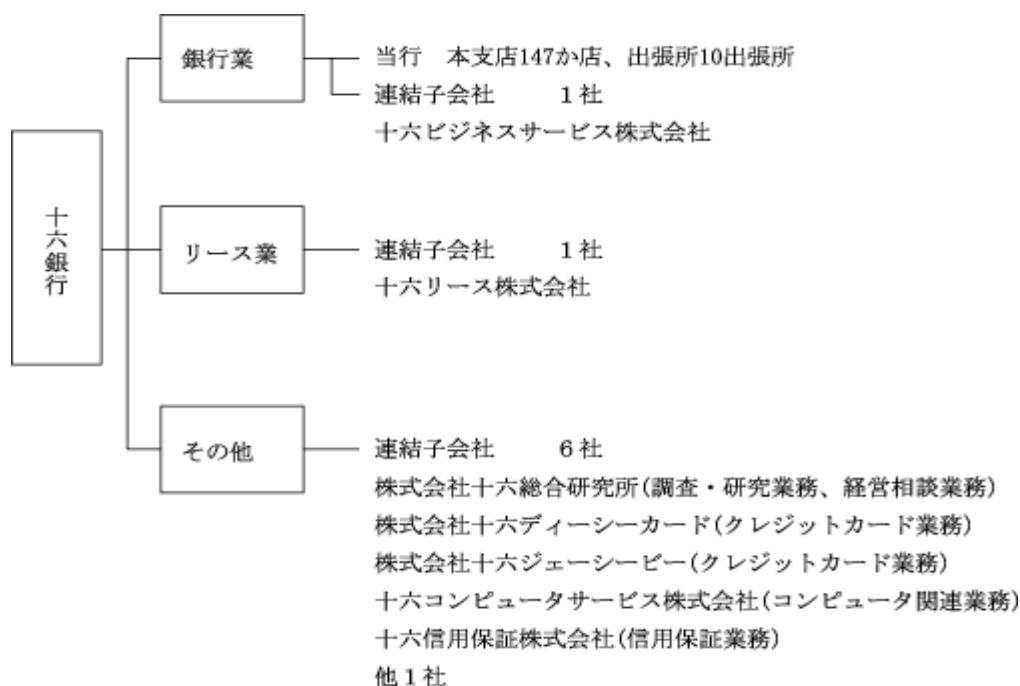 十六銀行
銀行業
当行　本支店147か店、出張所10出張所
連結子会社　　　1社
十六ビジネスサービス株式会社
リース業
連結子会社　　　1社
十六リース株式会社
その他
連結子会社　　　6社
株式会社十六総合研究所(調査・研究業務、経営相談業務)
株式会社十六ディーシーカード(クレジットカード業務)
株式会社十六ジェーシービー(クレジットカード業務)
十六コンピュータサービス株式会社(コンピュータ関連業務)
十六信用保証株式会社(信用保証業務)
他1社